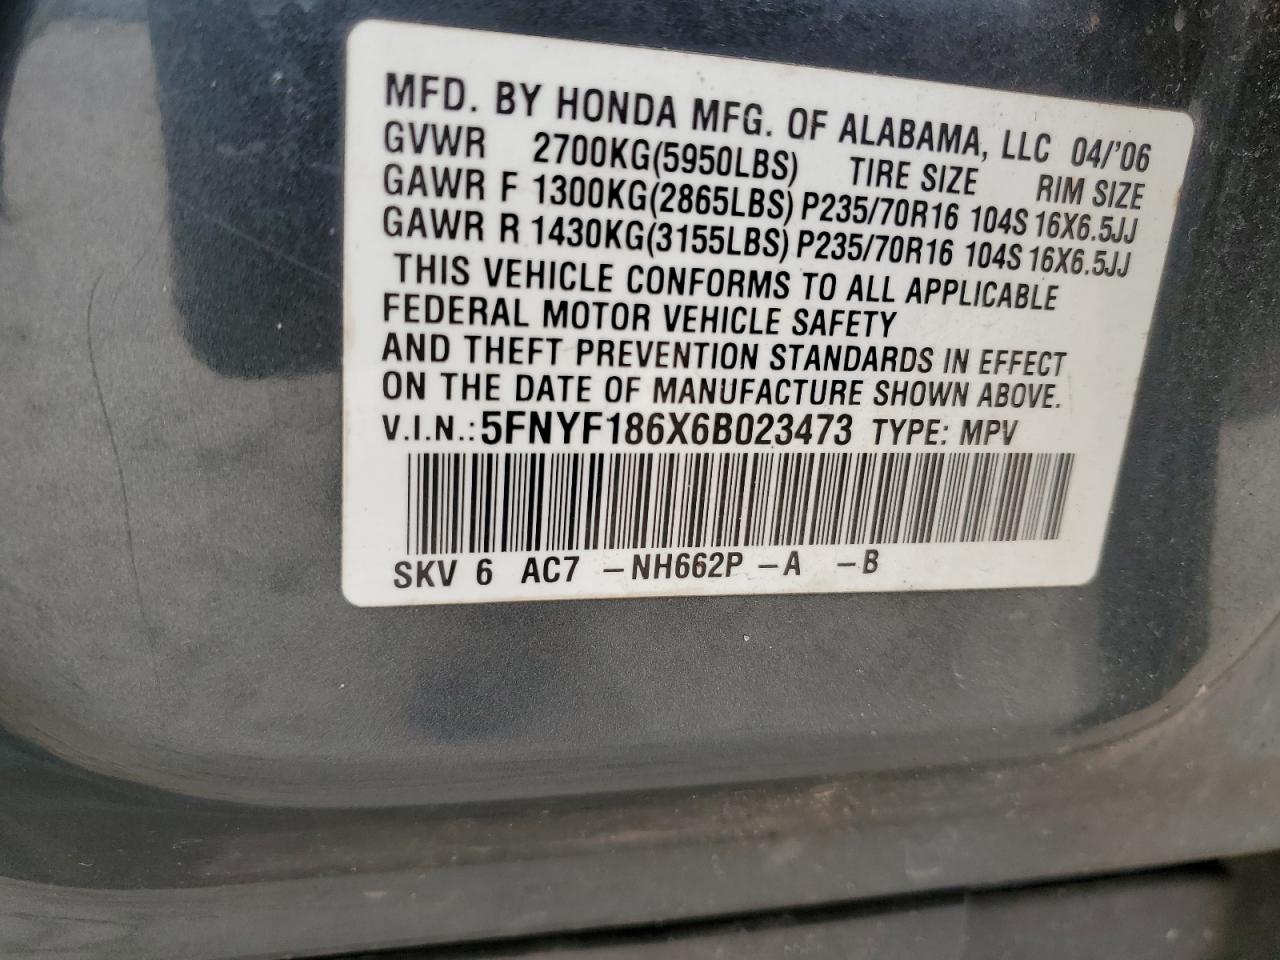 MFD. BY HONDA MFG. OF ALABAMA, LLC 04/'06
GVWR 2700KG(5950LBS) TIRE SIZE RIM SIZE
GAWR F 1300KG(2865LBS) P235/70R16 104S 16X6.5JJ
GAWR R 1430KG(3155LBS) P235/70R16 104S 16X6.5JJ
THIS VEHICLE CONFORMS TO ALL APPLICABLE
FEDERAL MOTOR VEHICLE SAFETY
AND THEFT PREVENTION STANDARDS IN EFFECT
ON THE DATE OF MANUFACTURE SHOWN ABOVE.
V.I.N.: 5FNYF186X6B023473 TYPE: MPV
SKV 6 AC7 -NH662P -A -B